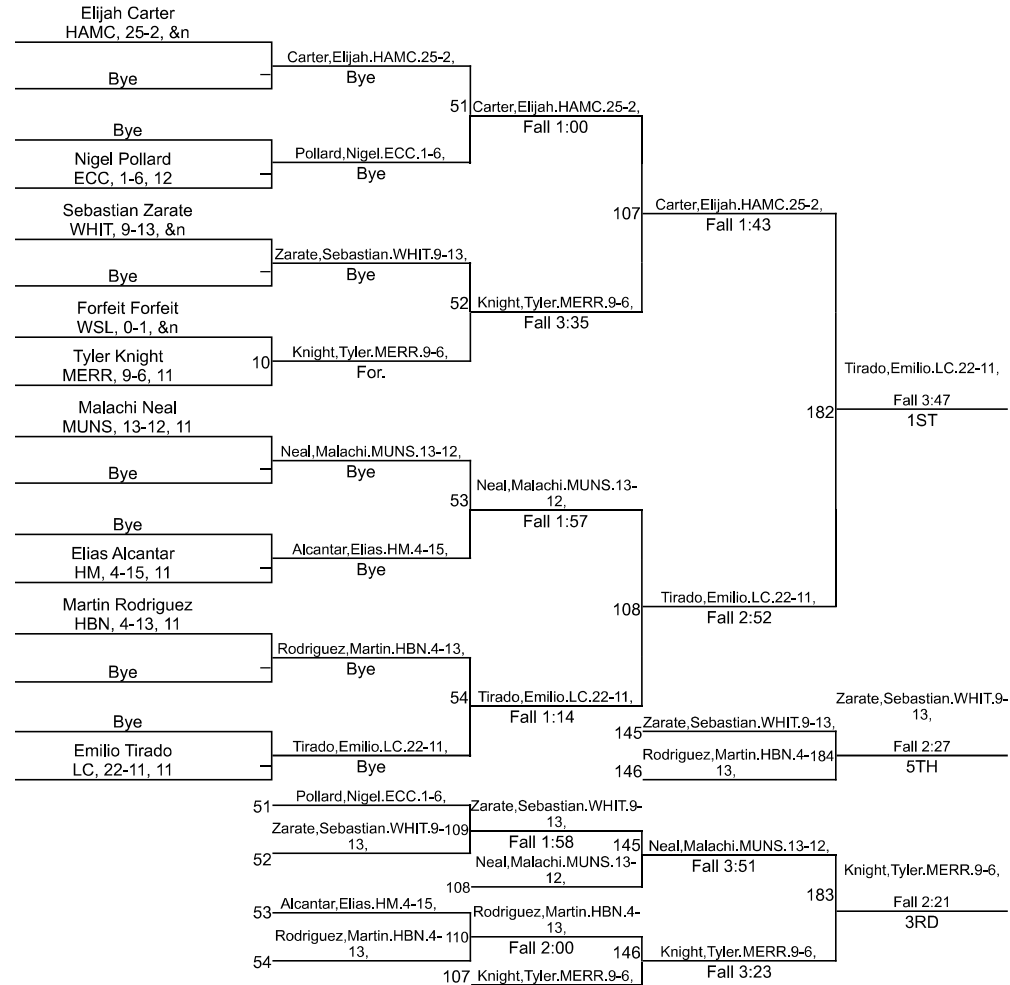 Elijah Carter
HAMC, 25-2, &n
Bye
Carter,Elijah.HAMC.25-2,
Bye
Bye
Nigel Pollard
ECC, 1-6, 12
Pollard,Nigel.ECC.1-6,
Bye
51
Carter,Elijah.HAMC.25-2,
Fall 1:00
Sebastian Zarate
WHIT, 9-13, &n
Bye
Zarate,Sebastian.WHIT.9-13,
Bye
Forfeit Forfeit
WSL, 0-1, &n
Tyler Knight
MERR, 9-6, 11
10
Knight,Tyler.MERR.9-6,
For.
52
Knight,Tyler.MERR.9-6,
Fall 3:35
107
Carter,Elijah.HAMC.25-2,
Fall 1:43
Malachi Neal
MUNS, 13-12, 11
Bye
Neal,Malachi.MUNS.13-12,
Bye
Bye
Elias Alcantar
HM, 4-15, 11
Alcantar,Elias.HM.4-15,
Bye
53
Neal,Malachi.MUNS.13-
12,
Fall 1:57
Martin Rodriguez
HBN, 4-13, 11
Bye
Rodriguez,Martin.HBN.4-13,
Bye
Bye
Emilio Tirado
LC, 22-11, 11
Tirado,Emilio.LC.22-11,
Bye
54
Tirado,Emilio.LC.22-11,
Fall 1:14
108
Tirado,Emilio.LC.22-11,
Fall 2:52
182
Tirado,Emilio.LC.22-11,
Fall 3:47
1ST
145
Zarate,Sebastian.WHIT.9-13,
146
Rodriguez,Martin.HBN.4-
13,
184
Zarate,Sebastian.WHIT.9-
13,
Fall 2:27
5TH
51
Pollard,Nigel.ECC.1-6,
52
Zarate,Sebastian.WHIT.9-
13,
109
Zarate,Sebastian.WHIT.9-
13,
Fall 1:58
108
Neal,Malachi.MUNS.13-
12,
145
Neal,Malachi.MUNS.13-12,
Fall 3:51
53
Alcantar,Elias.HM.4-15,
54
Rodriguez,Martin.HBN.4-
13,
110
Rodriguez,Martin.HBN.4-
13,
Fall 2:00
107
Knight,Tyler.MERR.9-6,
146
Knight,Tyler.MERR.9-6,
Fall 3:23
183
Knight,Tyler.MERR.9-6,
Fall 2:21
3RD